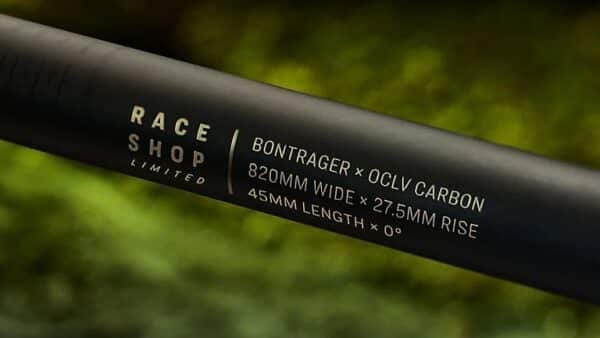 RACE
SHOP
LIMITED
BONTRAGER × OCLV CARBON
820MM WIDE × 27.5MM RISE
45MM LENGTH × 0°